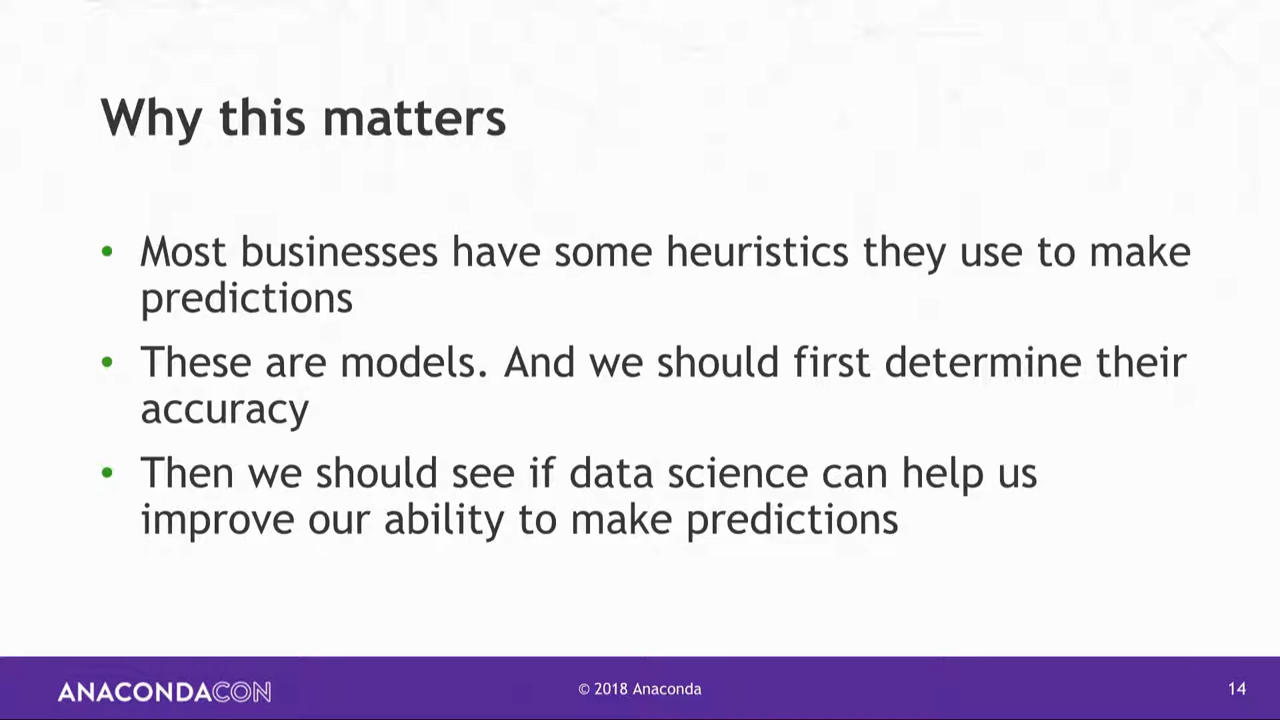 Why this matters
• Most businesses have some heuristics they use to make
predictions
• These are models. And we should first determine their
accuracy
• Then we should see if data science can help us
improve our ability to make predictions
ANACONDACON
© 2018 Anaconda
14